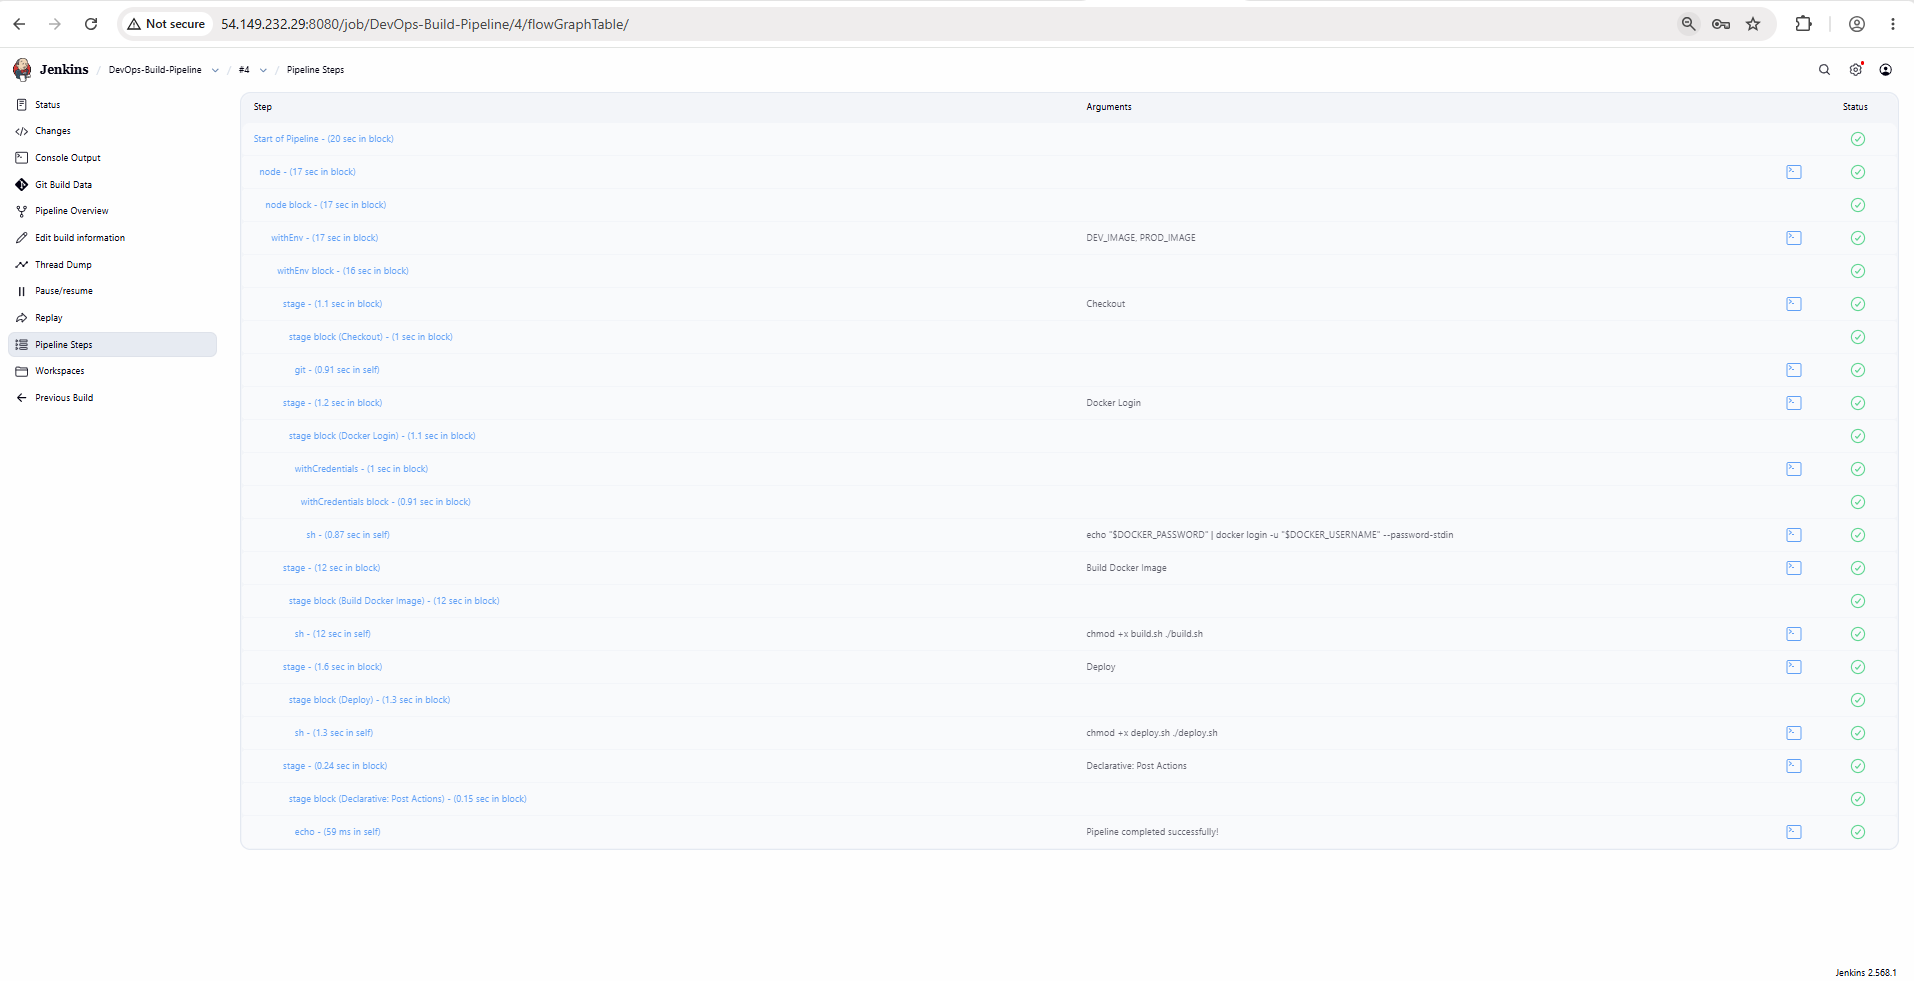 Not secure 54.149.232.29:8080/job/DevOps-Build-Pipeline/4/flowGraphTable/
Jenkins / DevOps-Build-Pipeline / #4 / Pipeline Steps
Status
Changes
Console Output
Git Build Data
Pipeline Overview
Edit build information
Thread Dump
Pause/resume
Replay
Pipeline Steps
Workspaces
Previous Build
Step Arguments Status
Start of Pipeline - (20 sec in block)
node - (17 sec in block)
node block - (17 sec in block)
withEnv - (17 sec in block) DEV_IMAGE, PROD_IMAGE
withEnv block - (16 sec in block)
stage - (1.1 sec in block) Checkout
stage block (Checkout) - (1 sec in block)
git - (0.91 sec in self)
stage - (1.2 sec in block) Docker Login
stage block (Docker Login) - (1.1 sec in block)
withCredentials - (1 sec in block)
withCredentials block - (0.91 sec in block)
sh - (0.87 sec in self) echo "$DOCKER_PASSWORD" | docker login -u "$DOCKER_USERNAME" --password-stdin
stage - (12 sec in block) Build Docker Image
stage block (Build Docker Image) - (12 sec in block)
sh - (12 sec in self) chmod +x build.sh ./build.sh
stage - (1.6 sec in block) Deploy
stage block (Deploy) - (1.3 sec in block)
sh - (1.3 sec in self) chmod +x deploy.sh ./deploy.sh
stage - (0.24 sec in block) Declarative: Post Actions
stage block (Declarative: Post Actions) - (0.15 sec in block)
echo - (59 ms in self) Pipeline completed successfully!
Jenkins 2.568.1